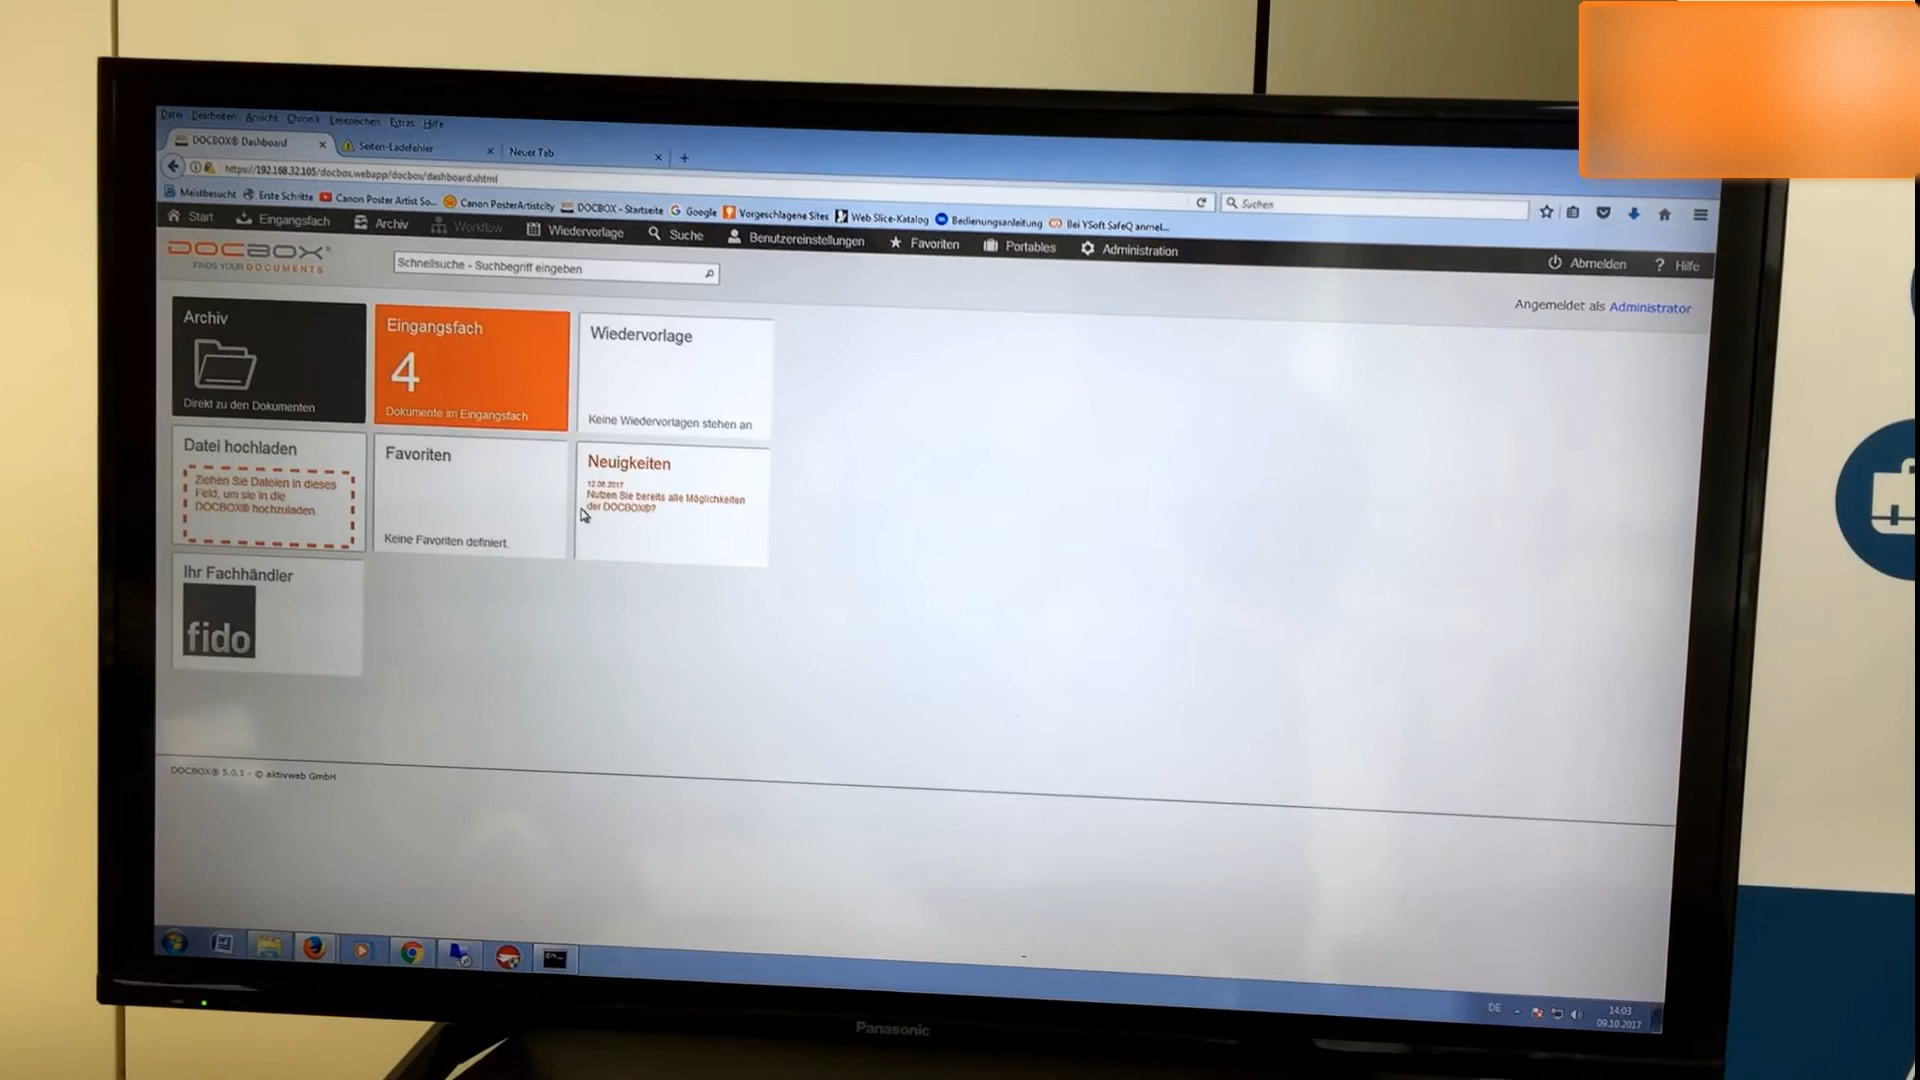 Datei Bearbeiten Ansicht Chronik Lesezeichen Extras Hilfe
DOCBOX® Dashboard
Seiten-Ladefehler
Neuer Tab
https://192.168.32.105/docbox.webapp/docbox/dashboard.xhtml
Suchen
Meistbesucht Erste Schritte Canon Poster Artist So... Canon PosterArtistcity DOCBOX - Startseite Google Vorgeschlagene Sites Web Slice-Katalog Bedienungsanleitung Bei YSoft SafeQ anmel...
Start Eingangsfach Archiv Workflow Wiedervorlage Suche Benutzereinstellungen Favoriten Portables Administration Abmelden ? Hilfe
DOCBOX®
FINDS YOUR DOCUMENTS
Schnellsuche - Suchbegriff eingeben
Angemeldet als Administrator
Archiv
Direkt zu den Dokumenten
Eingangsfach
4
Dokumente im Eingangsfach
Wiedervorlage
Keine Wiedervorlagen stehen an
Datei hochladen
Ziehen Sie Dateien in dieses
Feld, um sie in die
DOCBOX® hochzuladen.
Favoriten
Keine Favoriten definiert.
Neuigkeiten
12.06.2017
Nutzen Sie bereits alle Möglichkeiten
der DOCBOX®?
Ihr Fachhändler
fido
DOCBOX® 5.0.1 - © aktivweb GmbH
DE
14:03
09.10.2017
Panasonic